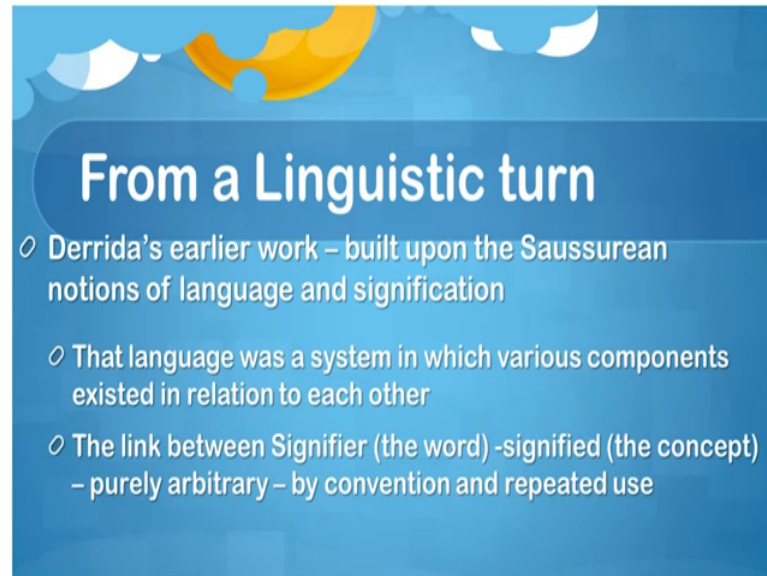 From a Linguistic turn
Derrida's earlier work – built upon the Saussurean
notions of language and signification
That language was a system in which various components
existed in relation to each other
The link between Signifier (the word) -signified (the concept)
– purely arbitrary – by convention and repeated use